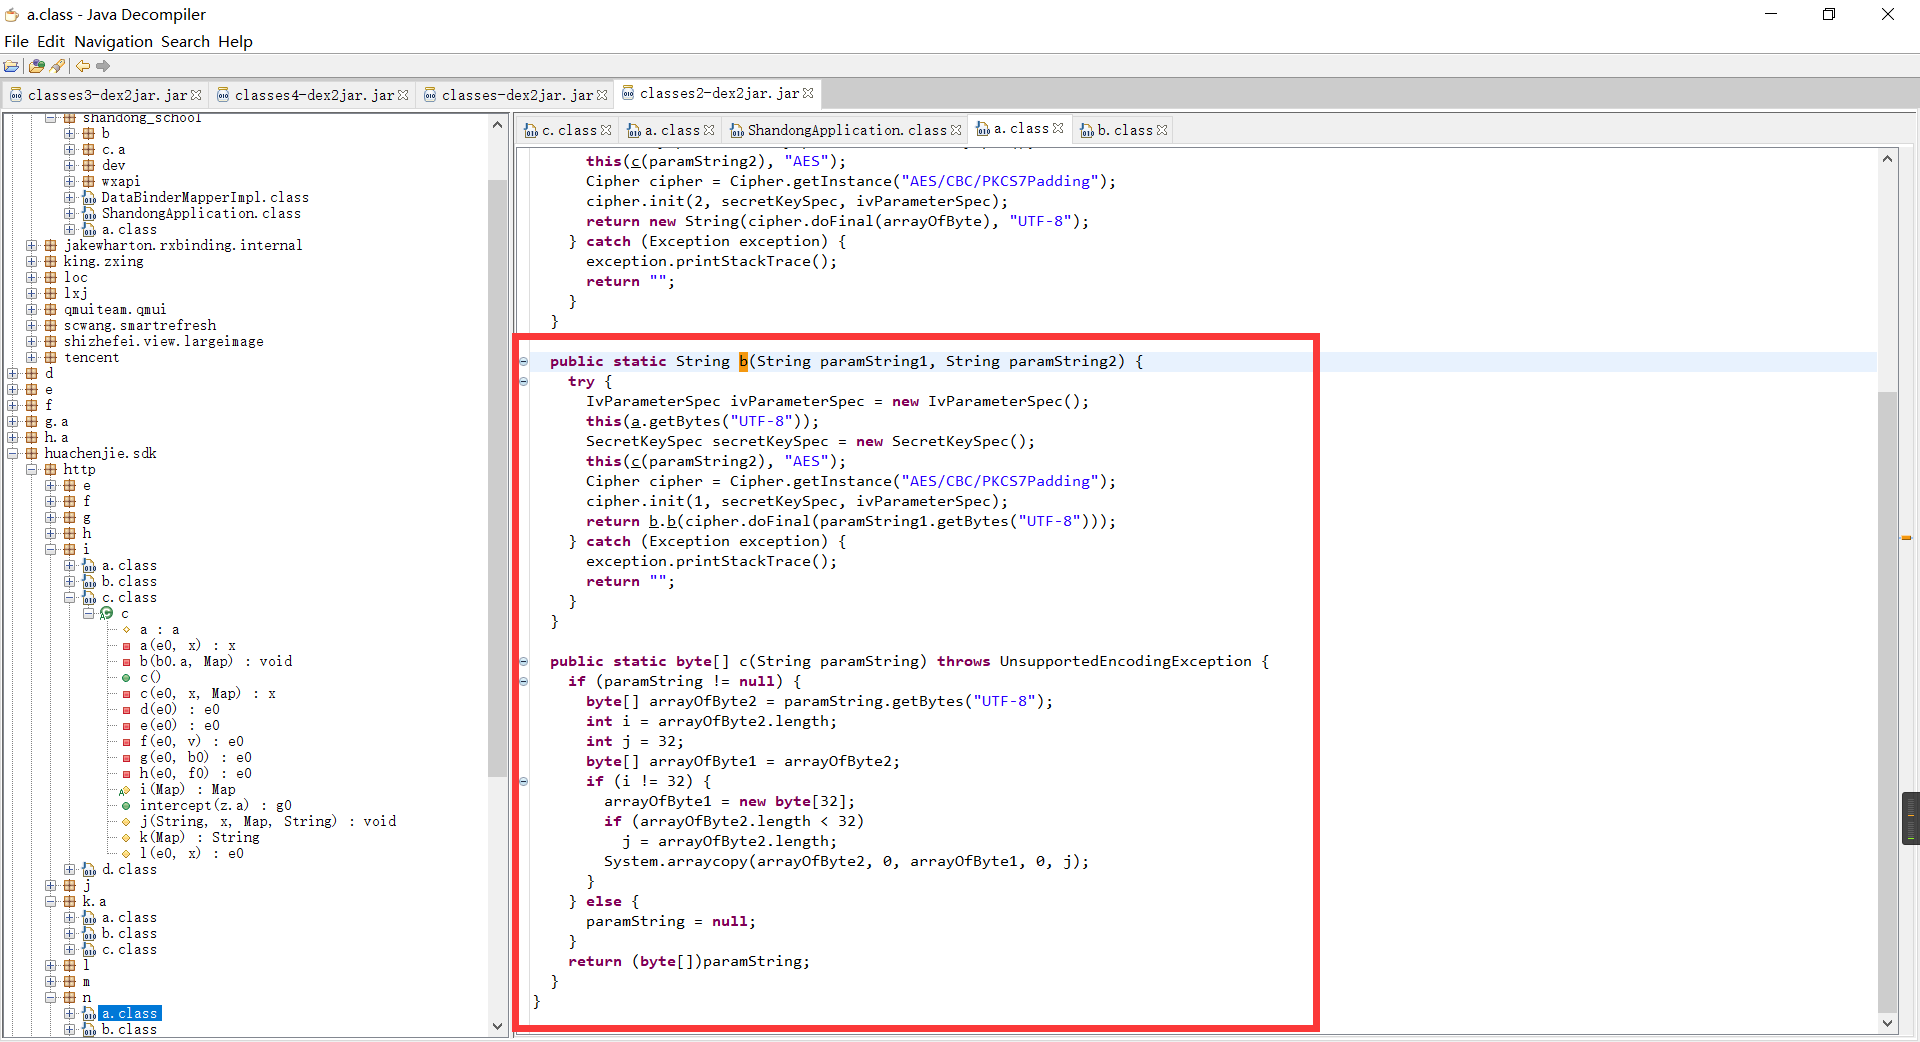 a.class - Java Decompiler
File Edit Navigation Search Help
classes3-dex2jar.jar classes4-dex2jar.jar classes-dex2jar.jar classes2-dex2jar.jar
shandong_school
b
c.a
dev
wxapi
DataBinderMapperImpl.class
ShandongApplication.class
a.class
jakewharton.rxbinding.internal
king.zxing
loc
lxj
qmuiteam.qmui
scwang.smartrefresh
shizhefei.view.largeimage
tencent
d
e
f
g.a
h.a
huachenjie.sdk
http
e
f
g
h
i
a.class
b.class
c.class
c
a : a
a(e0, x) : x
b(b0.a, Map) : void
c()
c(e0, x, Map) : x
d(e0) : e0
e(e0) : e0
f(e0, v) : e0
g(e0, b0) : e0
h(e0, f0) : e0
i(Map) : Map
intercept(z.a) : g0
j(String, x, Map, String) : void
k(Map) : String
l(e0, x) : e0
d.class
j
k.a
a.class
b.class
c.class
l
m
n
a.class
b.class
c.class a.class ShandongApplication.class a.class b.class
this(c(paramString2), "AES");
Cipher cipher = Cipher.getInstance("AES/CBC/PKCS7Padding");
cipher.init(2, secretKeySpec, ivParameterSpec);
return new String(cipher.doFinal(arrayOfByte), "UTF-8");
} catch (Exception exception) {
exception.printStackTrace();
return "";
}
}
public static String b(String paramString1, String paramString2) {
try {
IvParameterSpec ivParameterSpec = new IvParameterSpec();
this(a.getBytes("UTF-8"));
SecretKeySpec secretKeySpec = new SecretKeySpec();
this(c(paramString2), "AES");
Cipher cipher = Cipher.getInstance("AES/CBC/PKCS7Padding");
cipher.init(1, secretKeySpec, ivParameterSpec);
return b.b(cipher.doFinal(paramString1.getBytes("UTF-8")));
} catch (Exception exception) {
exception.printStackTrace();
return "";
}
}
public static byte[] c(String paramString) throws UnsupportedEncodingException {
if (paramString != null) {
byte[] arrayOfByte2 = paramString.getBytes("UTF-8");
int i = arrayOfByte2.length;
int j = 32;
byte[] arrayOfByte1 = arrayOfByte2;
if (i != 32) {
arrayOfByte1 = new byte[32];
if (arrayOfByte2.length < 32)
j = arrayOfByte2.length;
System.arraycopy(arrayOfByte2, 0, arrayOfByte1, 0, j);
}
} else {
paramString = null;
}
return (byte[])paramString;
}
}